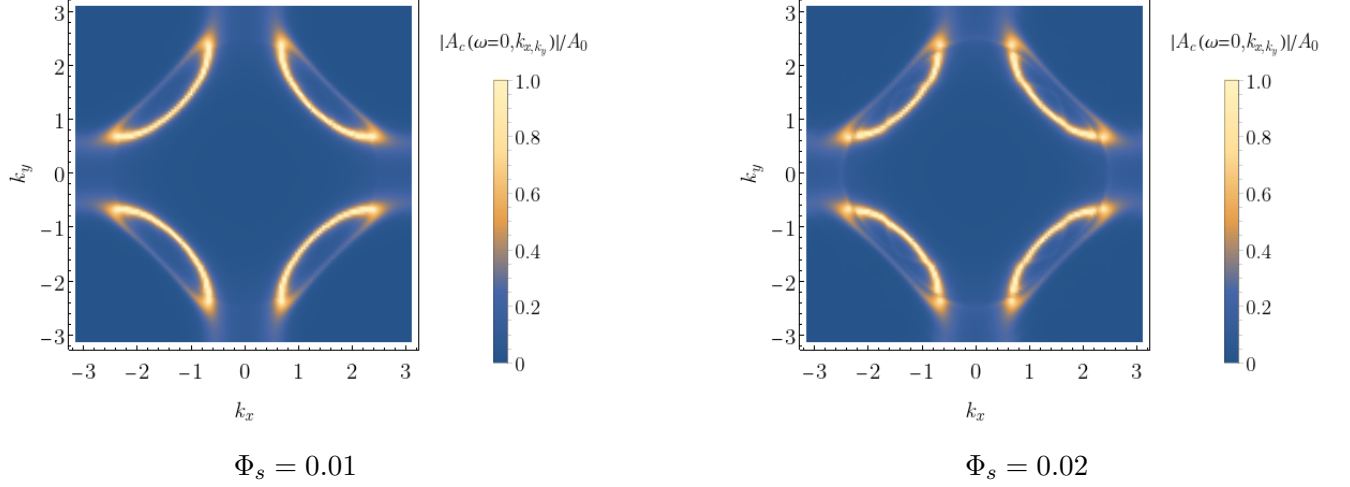 |A_c(ω=0,k_{x,k_y})|/A_0
1.0
0.8
0.6
0.4
0.2
0
3
2
1
0
−1
−2
−3
k_y
−3 −2 −1 0 1 2 3
k_x
Φ_s = 0.01
|A_c(ω=0,k_{x,k_y})|/A_0
1.0
0.8
0.6
0.4
0.2
0
3
2
1
0
−1
−2
−3
k_y
−3 −2 −1 0 1 2 3
k_x
Φ_s = 0.02